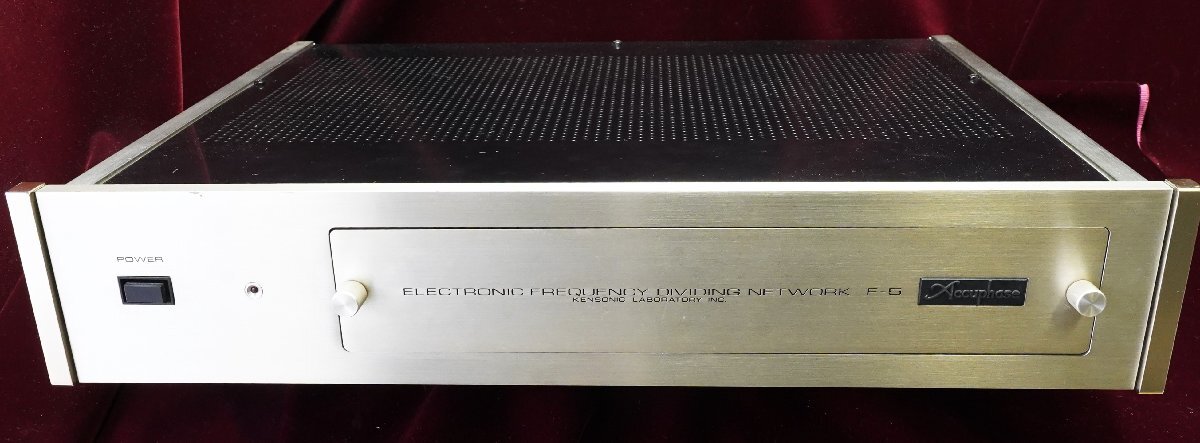 POWER
ELECTRONIC FREQUENCY DIVIDING NETWORK F-5
KENSONIC LABORATORY INC.
Accuphase